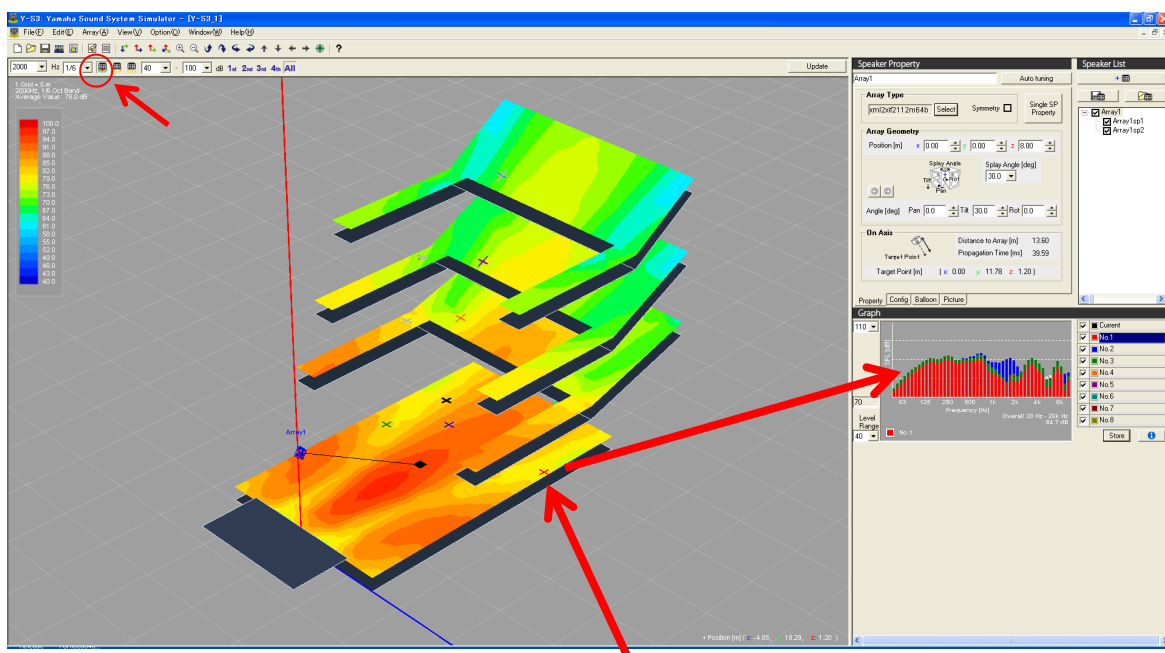 Y-S3: Yamaha Sound System Simulator - [Y-S3_1]
File(F) Edit(E) Array(A) View(V) Option(O) Window(W) Help(H)
2000 Hz 1/6 40 - 100 dB 1st 2nd 3rd 4th All Update
1 Grid = 5 m
2000Hz, 1/6 Oct Band
Average Value : 78.0 dB
100.0
97.0
94.0
91.0
88.0
85.0
82.0
79.0
76.0
73.0
70.0
67.0
64.0
61.0
58.0
55.0
52.0
49.0
46.0
43.0
40.0
Array1
+ Position [m] ( x: -4.85, 19.29, z: 1.20 )
Speaker Property
Array1 Auto tuning
Array Type
Select Symmetry Single SP Property
Array Geometry
Position [m] x 0.00 y 0.00 z 8.00
Splay Angle
Tilt Rot
Pan
Splay Angle [deg]
30.0
Angle [deg] Pan 0.0 Tilt 30.0 Rot 0.0
On Axis
Target Point
Distance to Array [m] 13.60
Propagation Time [ms] 39.59
Target Point [m] ( x: 0.00 y: 11.78 z: 1.20 )
Property Config Balloon Picture
Speaker List
+
Array1
Array1sp1
Array1sp2
Graph
110
SPL [dB]
70
63 125 250 500 1k 2k 4k 8k
Frequency [Hz]
Overall 20 Hz - 20k Hz
84.7 dB
Level
Range
40
No.1
Current
No.1
No.2
No.3
No.4
No.5
No.6
No.7
No.8
Store